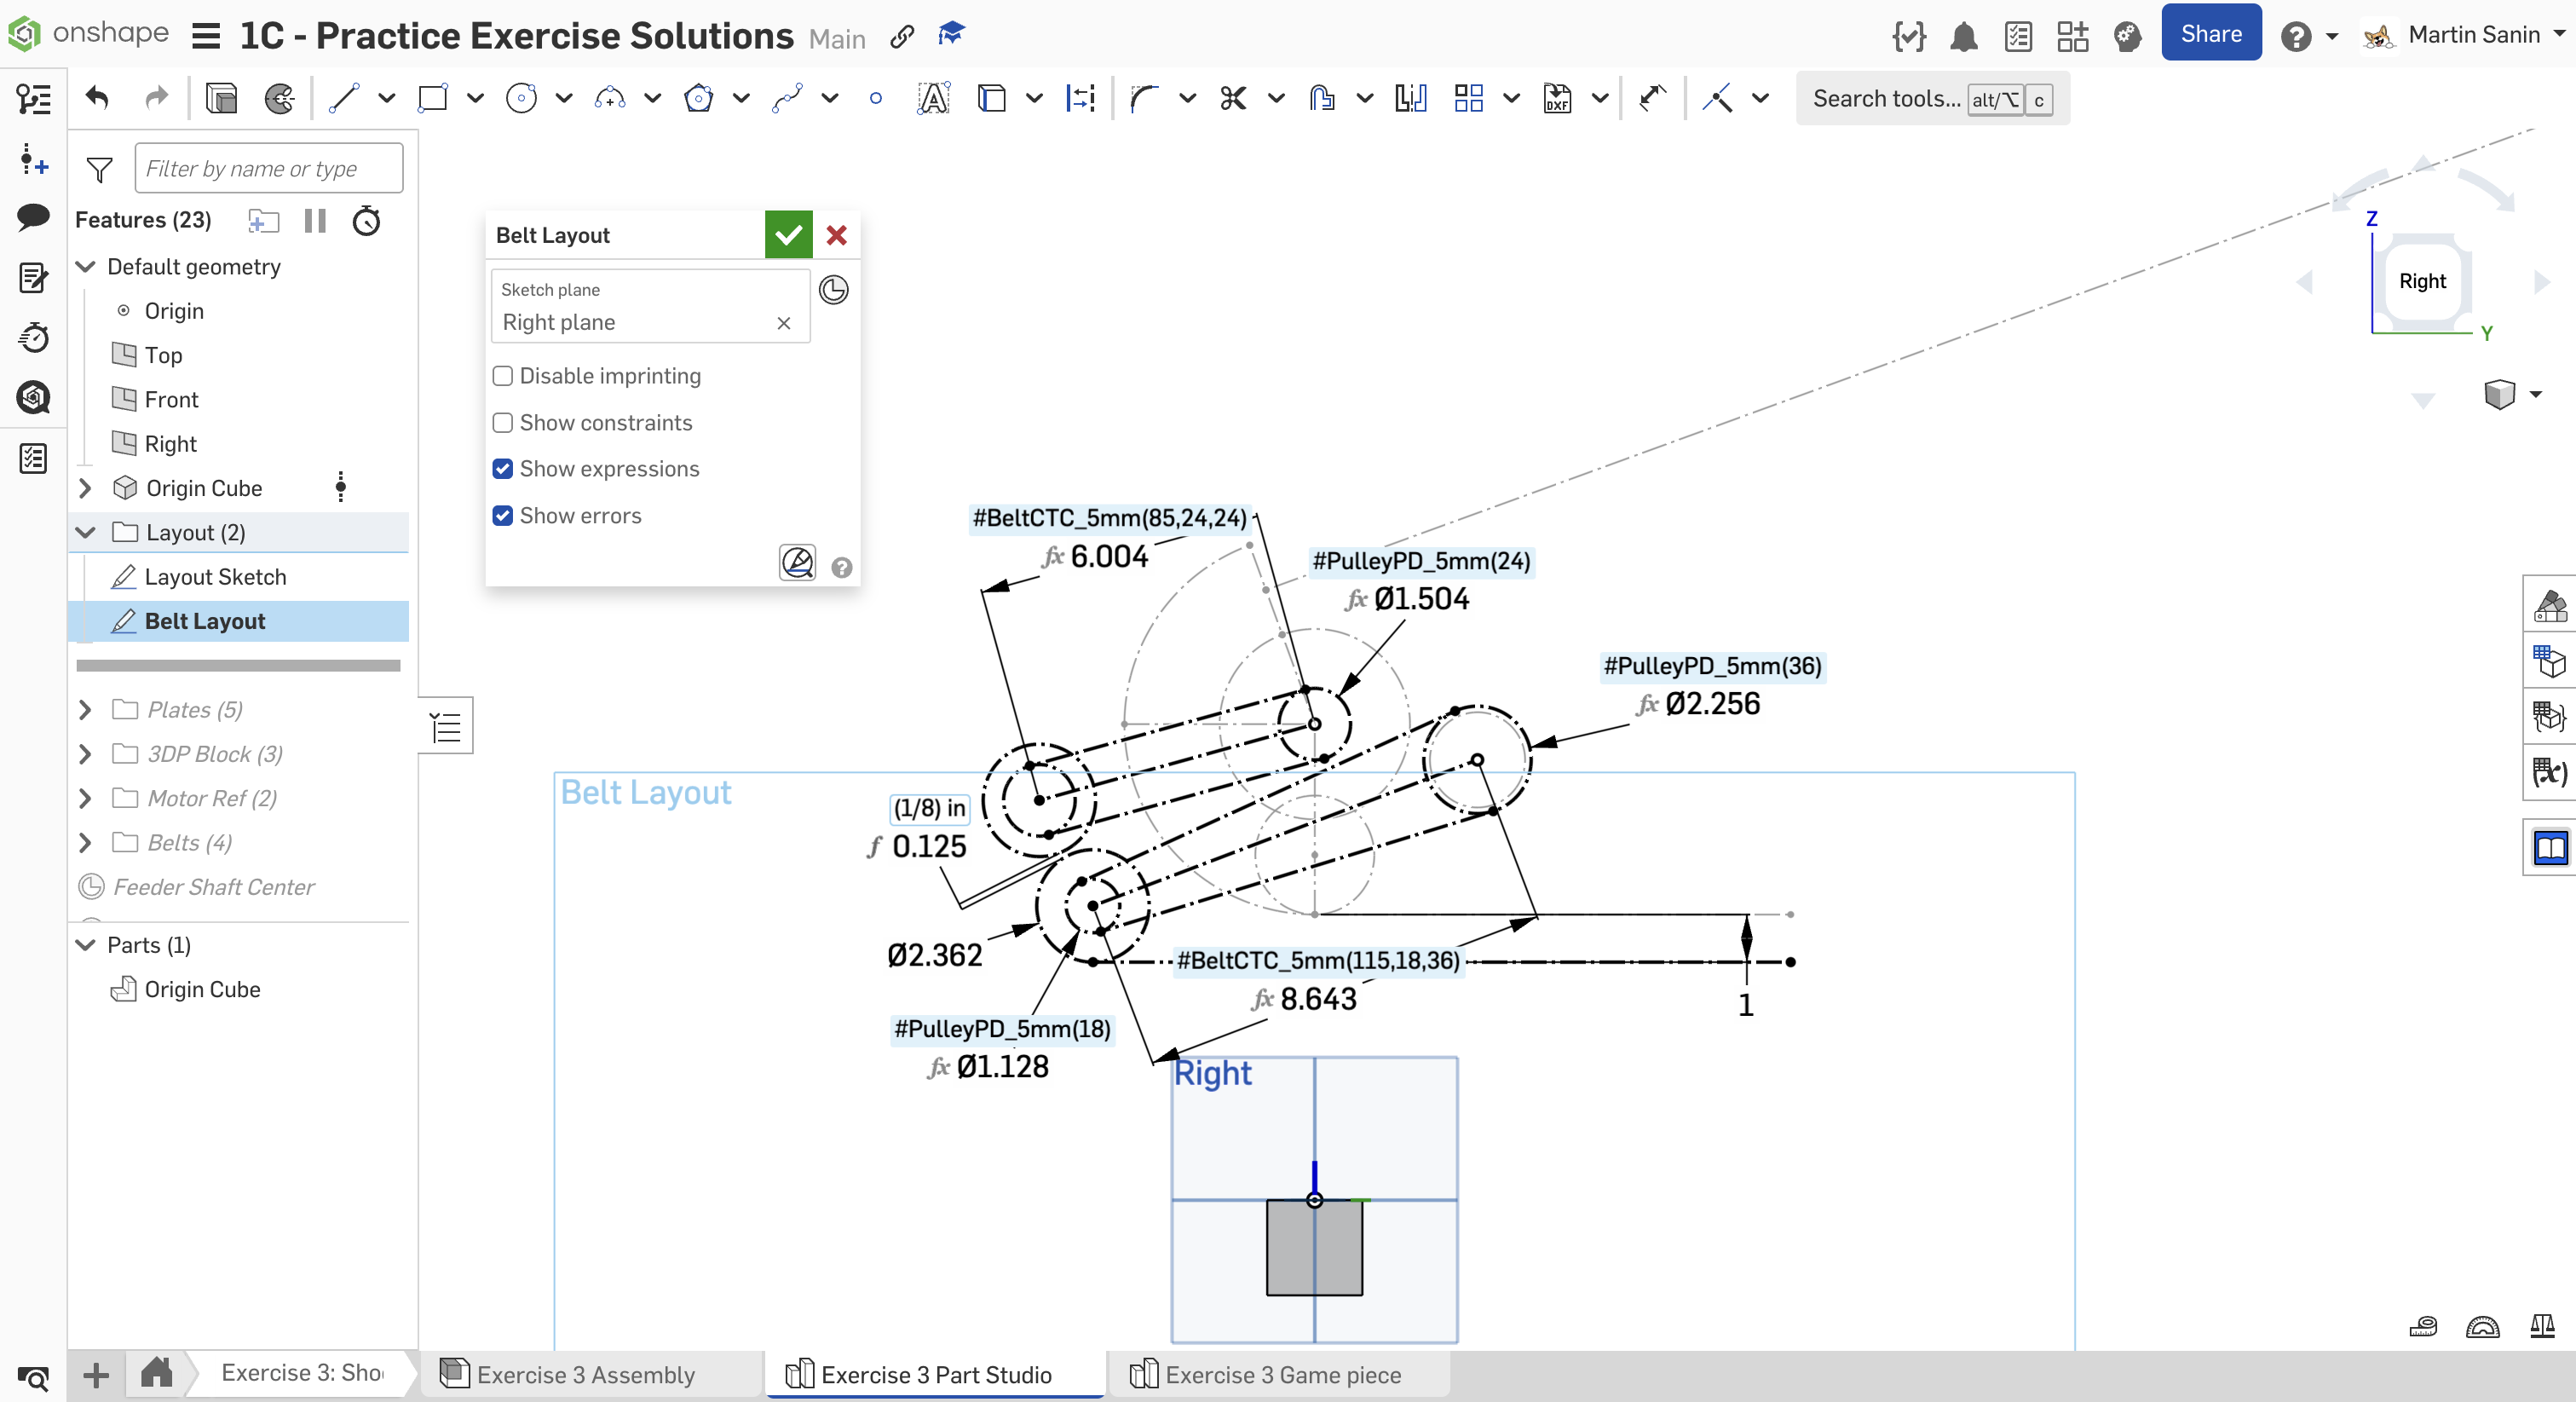 onshape
1C - Practice Exercise Solutions Main
Share
Martin Sanin
Search tools... alt/⌥ c
Filter by name or type
Features (23)
Default geometry
Origin
Top
Front
Right
Origin Cube
Layout (2)
Layout Sketch
Belt Layout
Plates (5)
3DP Block (3)
Motor Ref (2)
Belts (4)
Feeder Shaft Center
Parts (1)
Origin Cube
Belt Layout
Sketch plane
Right plane
Disable imprinting
Show constraints
Show expressions
Show errors
Z
Right
Y
#BeltCTC_5mm(85,24,24)
fx 6.004
#PulleyPD_5mm(24)
fx Ø1.504
#PulleyPD_5mm(36)
fx Ø2.256
Belt Layout
(1/8) in
f 0.125
Ø2.362
#BeltCTC_5mm(115,18,36)
fx 8.643
1
#PulleyPD_5mm(18)
fx Ø1.128
Right
Exercise 3: Sho
Exercise 3 Assembly
Exercise 3 Part Studio
Exercise 3 Game piece